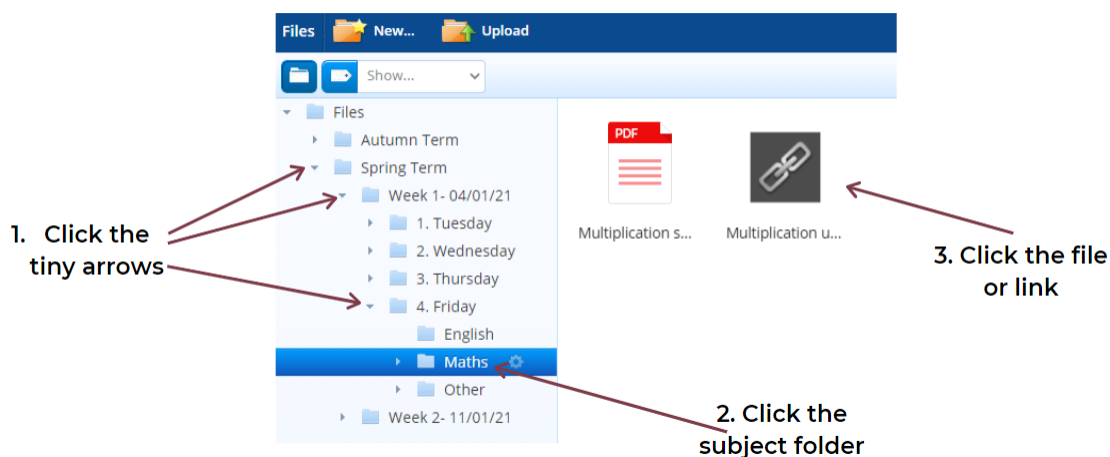 Files New... Upload
Show...
Files
Autumn Term
Spring Term
Week 1- 04/01/21
1. Tuesday
2. Wednesday
3. Thursday
4. Friday
English
Maths
Other
Week 2- 11/01/21
PDF
Multiplication s...
Multiplication u...
1. Click the
tiny arrows
2. Click the
subject folder
3. Click the file
or link